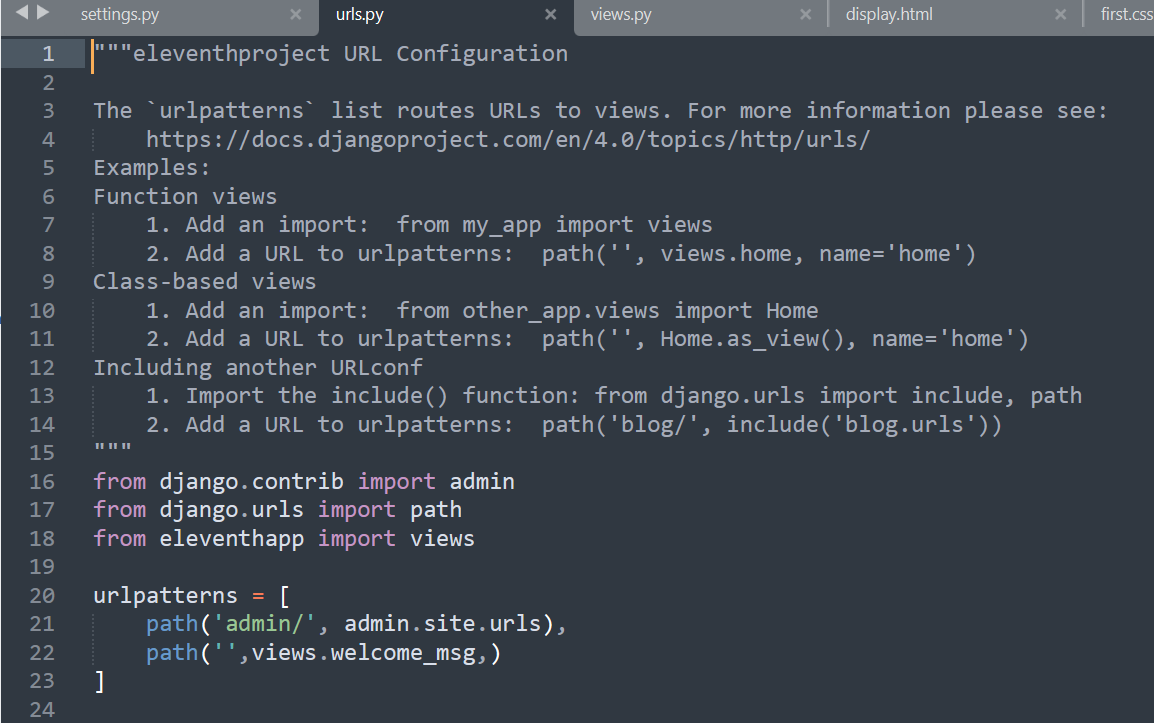 settings.py × urls.py × views.py × display.html × first.css
1 """eleventhproject URL Configuration
2
3 The `urlpatterns` list routes URLs to views. For more information please see:
4     https://docs.djangoproject.com/en/4.0/topics/http/urls/
5 Examples:
6 Function views
7     1. Add an import:  from my_app import views
8     2. Add a URL to urlpatterns:  path('', views.home, name='home')
9 Class-based views
10     1. Add an import:  from other_app.views import Home
11     2. Add a URL to urlpatterns:  path('', Home.as_view(), name='home')
12 Including another URLconf
13     1. Import the include() function: from django.urls import include, path
14     2. Add a URL to urlpatterns:  path('blog/', include('blog.urls'))
15 """
16 from django.contrib import admin
17 from django.urls import path
18 from eleventhapp import views
19
20 urlpatterns = [
21     path('admin/', admin.site.urls),
22     path('',views.welcome_msg,)
23 ]
24